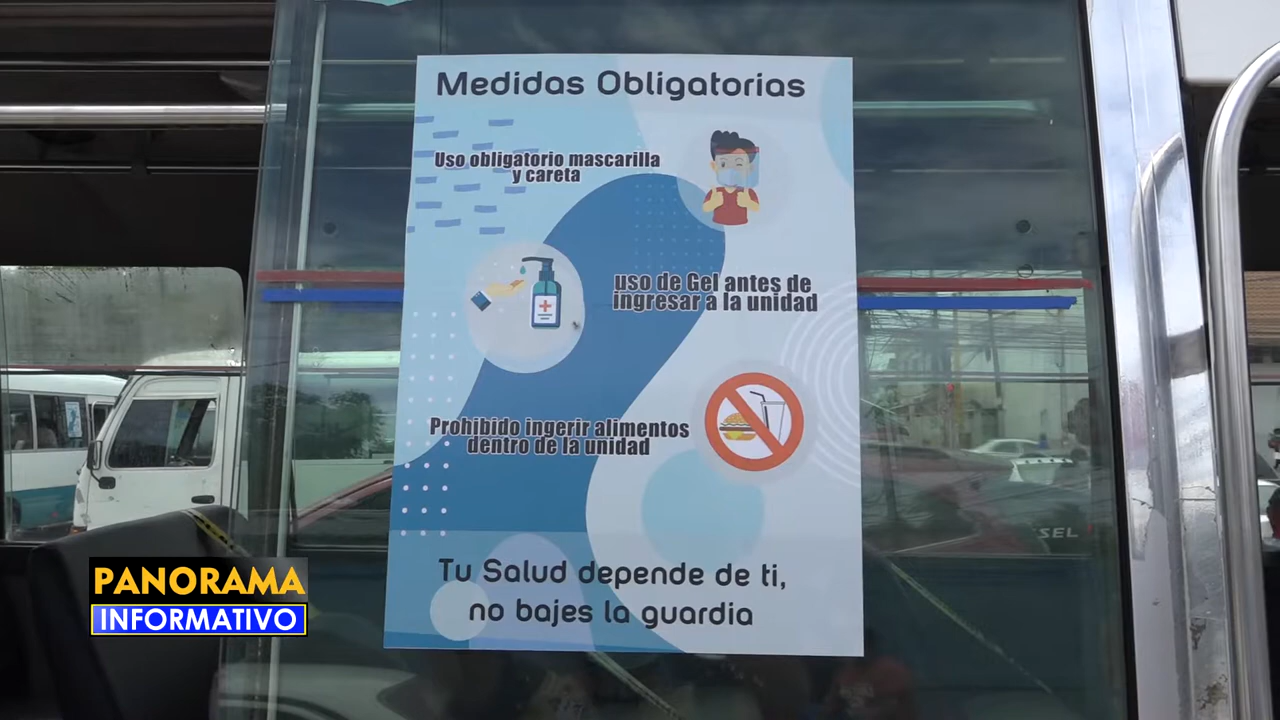 Medidas Obligatorias
Uso obligatorio mascarilla
y careta
uso de Gel antes de
ingresar a la unidad
Prohibido ingerir alimentos
dentro de la unidad
Tu Salud depende de ti,
no bajes la guardia
SEL
PANORAMA
INFORMATIVO